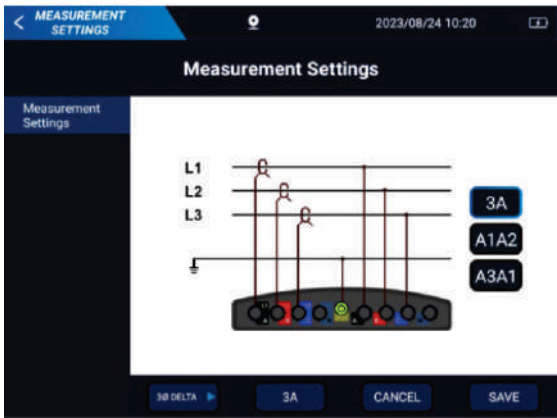 MEASUREMENT
SETTINGS
2023/08/24 10:20
Measurement Settings
Measurement
Settings
L1
L2
L3
3A
A1A2
A3A1
3Ø DELTA
3A
CANCEL
SAVE